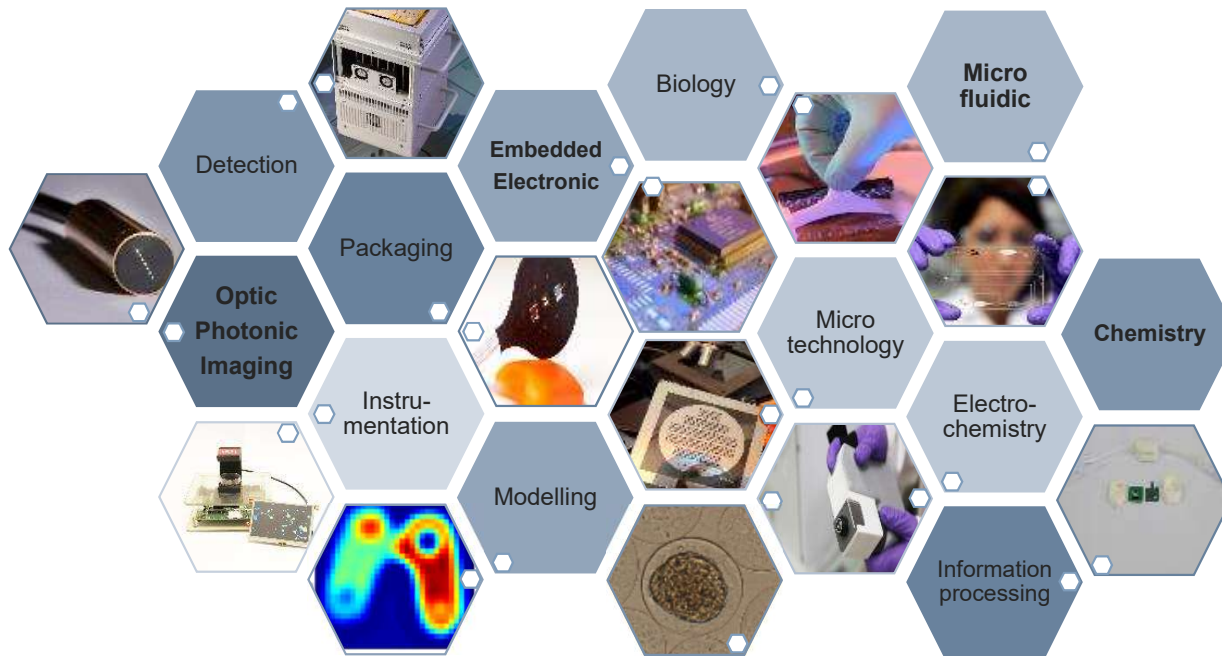 Biology
Micro
fluidic
Detection
Embedded
Electronic
Packaging
Optic
Photonic
Imaging
Micro
technology
Chemistry
Instru-
mentation
Electro-
chemistry
Modelling
Information
processing